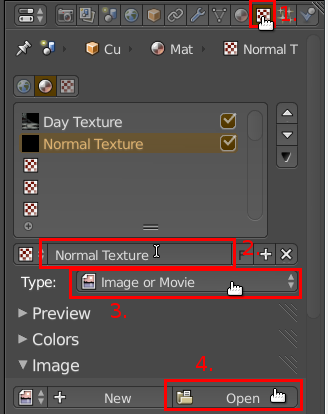 1.
Cu Mat Normal T
Day Texture
Normal Texture
Normal Texture F 2
Type: Image or Movie
3.
Preview
Colors
4.
Image
New Open